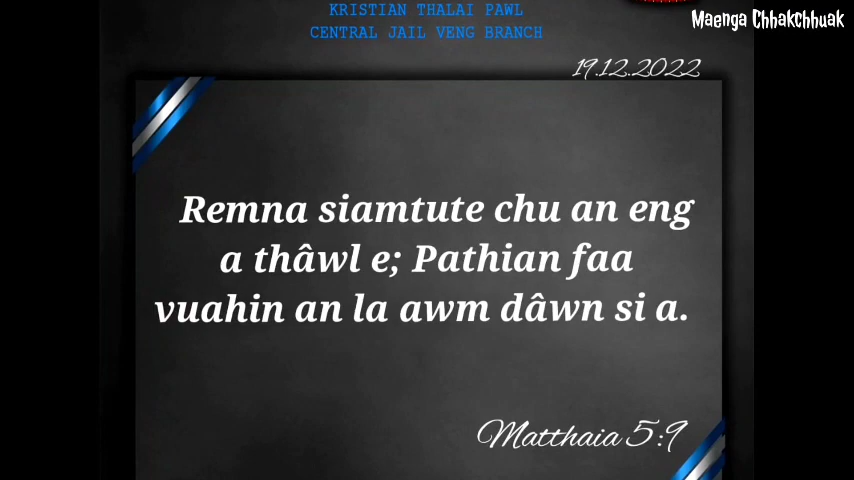 KRISTIAN THALAI PAWL
Maenga Chhakchhuak
CENTRAL JAIL VENG BRANCH
19.12.2022
Remna siamtute chu an eng
a thâwl e; Pathian faa
vuahin an la awm dâwn si a.
Matthaia 5:9